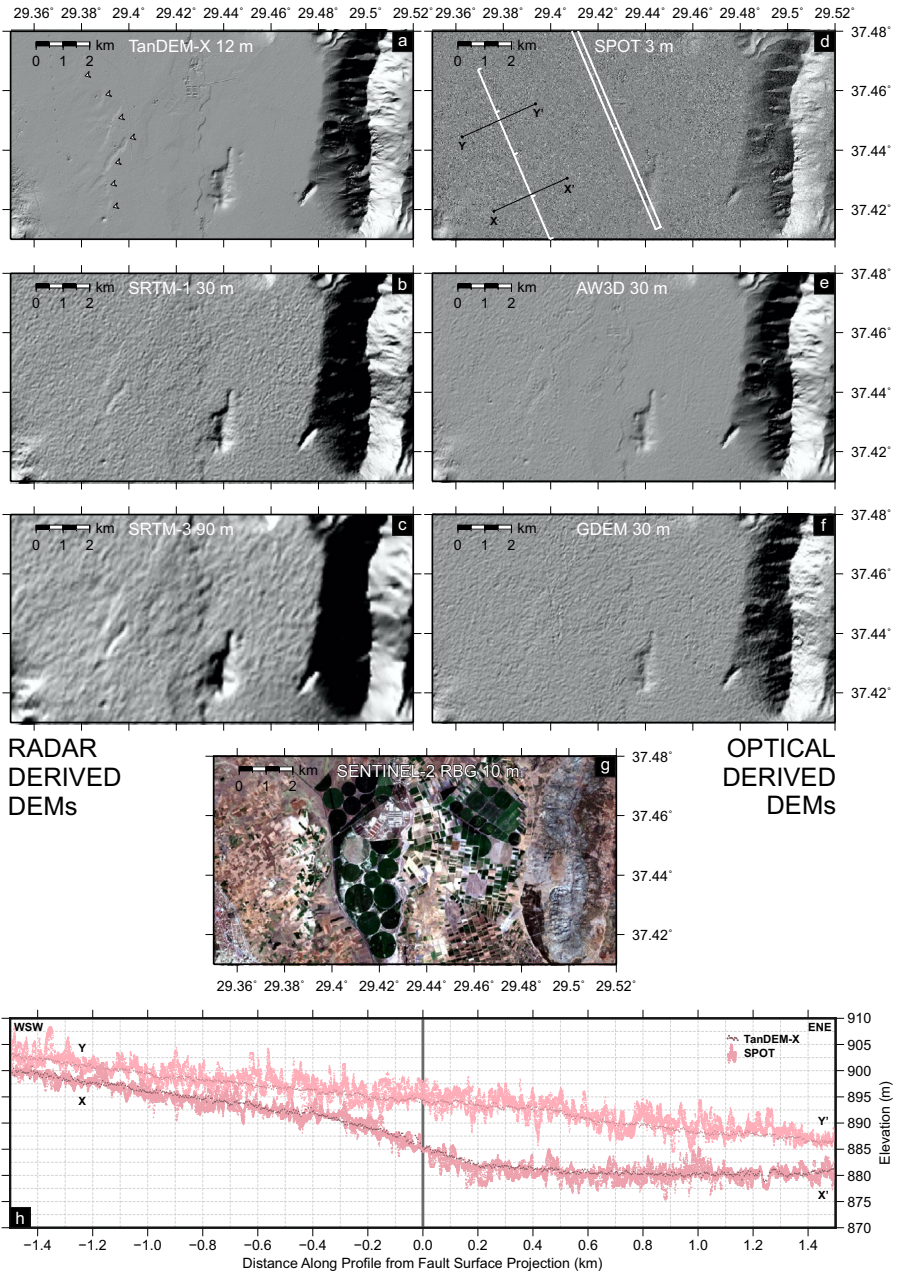 29.36˚ 29.38˚ 29.4˚ 29.42˚ 29.44˚ 29.46˚ 29.48˚ 29.5˚ 29.52˚
29.36˚ 29.38˚ 29.4˚ 29.42˚ 29.44˚ 29.46˚ 29.48˚ 29.5˚ 29.52˚
km
0 1 2
TanDEM-X 12 m
a
km
0 1 2
SPOT 3 m
d
Y
Y'
X
X'
37.48˚
37.46˚
37.44˚
37.42˚
km
0 1 2
SRTM-1 30 m
b
km
0 1 2
AW3D 30 m
e
37.48˚
37.46˚
37.44˚
37.42˚
km
0 1 2
SRTM-3 90 m
c
km
0 1 2
GDEM 30 m
f
37.48˚
37.46˚
37.44˚
37.42˚
RADAR
DERIVED
DEMs
OPTICAL
DERIVED
DEMs
km
0 1 2
SENTINEL-2 RBG 10 m
g
37.48˚
37.46˚
37.44˚
37.42˚
29.36˚ 29.38˚ 29.4˚ 29.42˚ 29.44˚ 29.46˚ 29.48˚ 29.5˚ 29.52˚
WSW
ENE
Y
X
TanDEM-X
SPOT
Y'
X'
h
910
905
900
895
890
885
880
875
870
Elevation (m)
−1.4 −1.2 −1.0 −0.8 −0.6 −0.4 −0.2 0.0 0.2 0.4 0.6 0.8 1.0 1.2 1.4
Distance Along Profile from Fault Surface Projection (km)